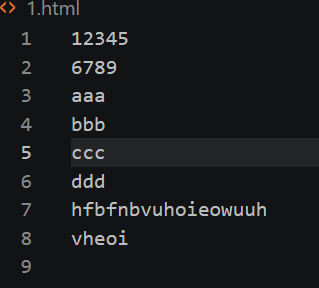 <> 1.html
1 12345
2 6789
3 aaa
4 bbb
5 ccc
6 ddd
7 hfbfnbvuhoieowuuh
8 vheoi
9